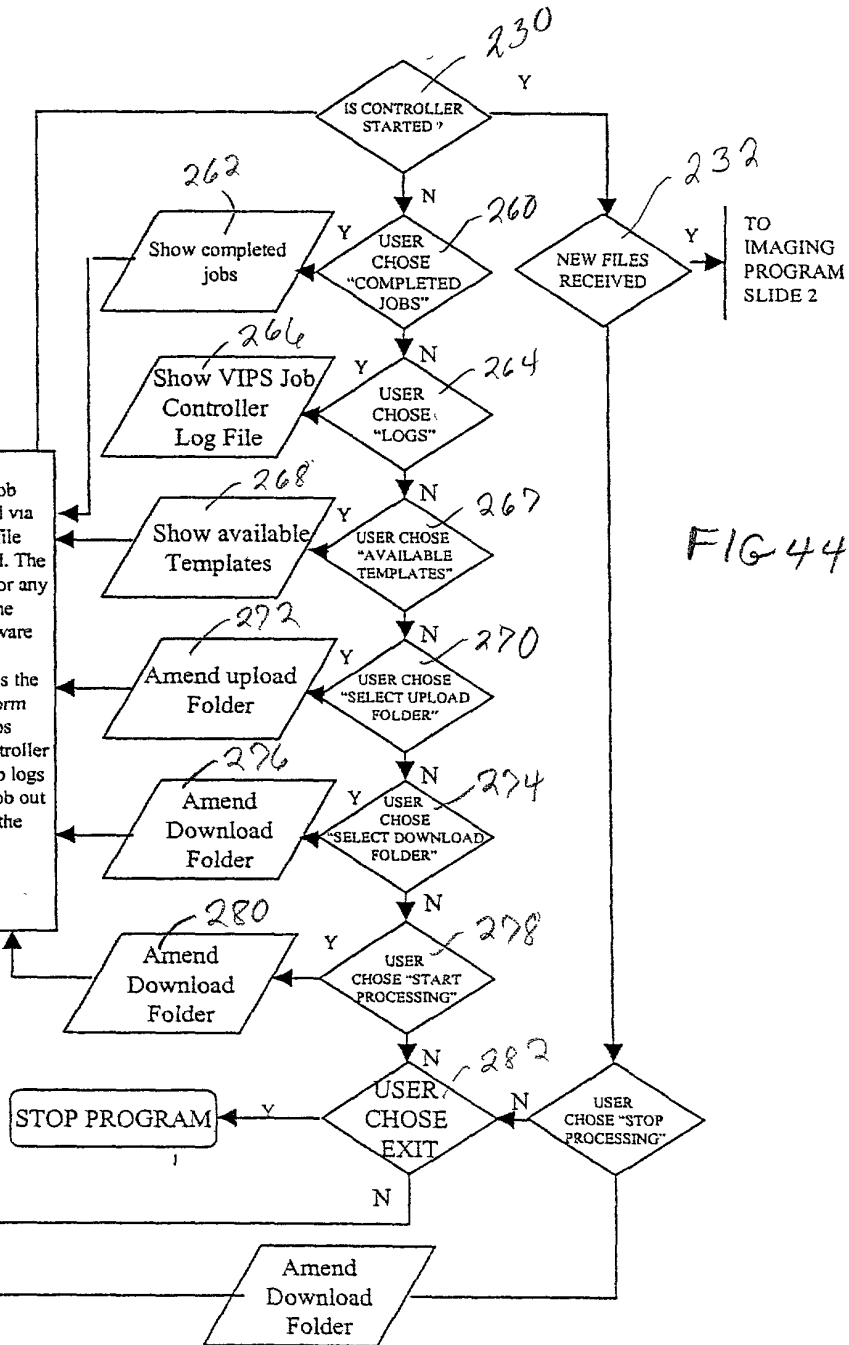 230
Y
IS CONTROLLER
STARTED ?
N
262
Show completed
jobs
Y
260
USER
CHOSE
"COMPLETED
JOBS"
232
NEW FILES
RECEIVED
Y
TO
IMAGING
PROGRAM
SLIDE 2
N
266
Show VIPS Job
Controller
Log File
Y
264
USER
CHOSE
"LOGS"
N
268
Show available
Templates
Y
267
USER CHOSE
"AVAILABLE
TEMPLATES"
FIG 44
N
272
Amend upload
Folder
Y
270
USER CHOSE
"SELECT UPLOAD
FOLDER"
N
276
Amend
Download
Folder
Y
274
USER
CHOSE
"SELECT DOWNLOAD
FOLDER"
N
280
Amend
Download
Folder
Y
278
USER
CHOSE "START
PROCESSING"
N
282
STOP PROGRAM
Y
USER
CHOSE
EXIT
N
USER
CHOSE "STOP
PROCESSING"
N
Amend
Download
Folder
ob
via
file
. The
or any
ne
ware
s the
orm
os
troller
logs
ob out
the